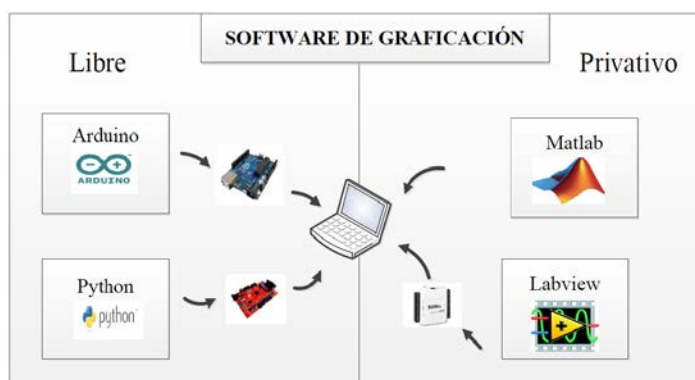 SOFTWARE DE GRAFICACIÓN
Libre
Privativo
Arduino
ARDUINO
Matlab
Python
python
Labview